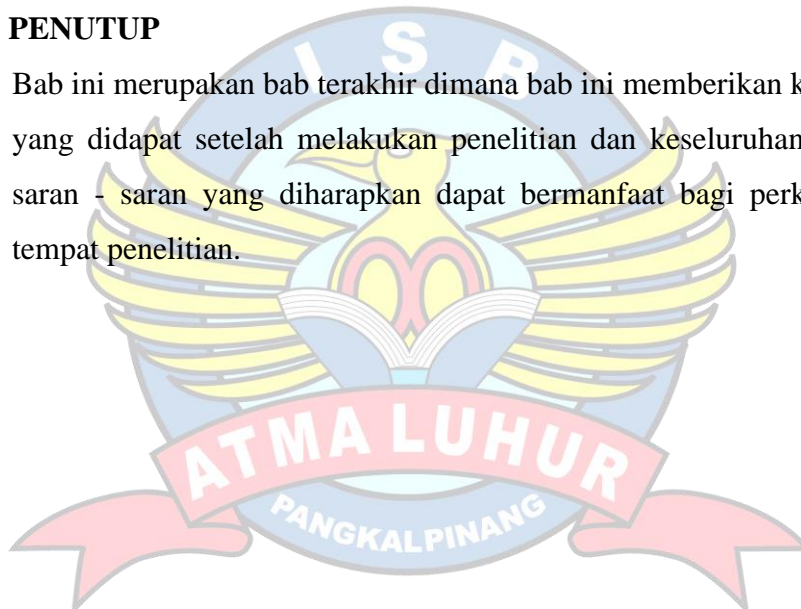 PENUTUP
Bab ini merupakan bab terakhir dimana bab ini memberikan k
yang didapat setelah melakukan penelitian dan keseluruhan
saran - saran yang diharapkan dapat bermanfaat bagi perk
tempat penelitian.
I S B
ATMA LUHUR
PANGKALPINANG